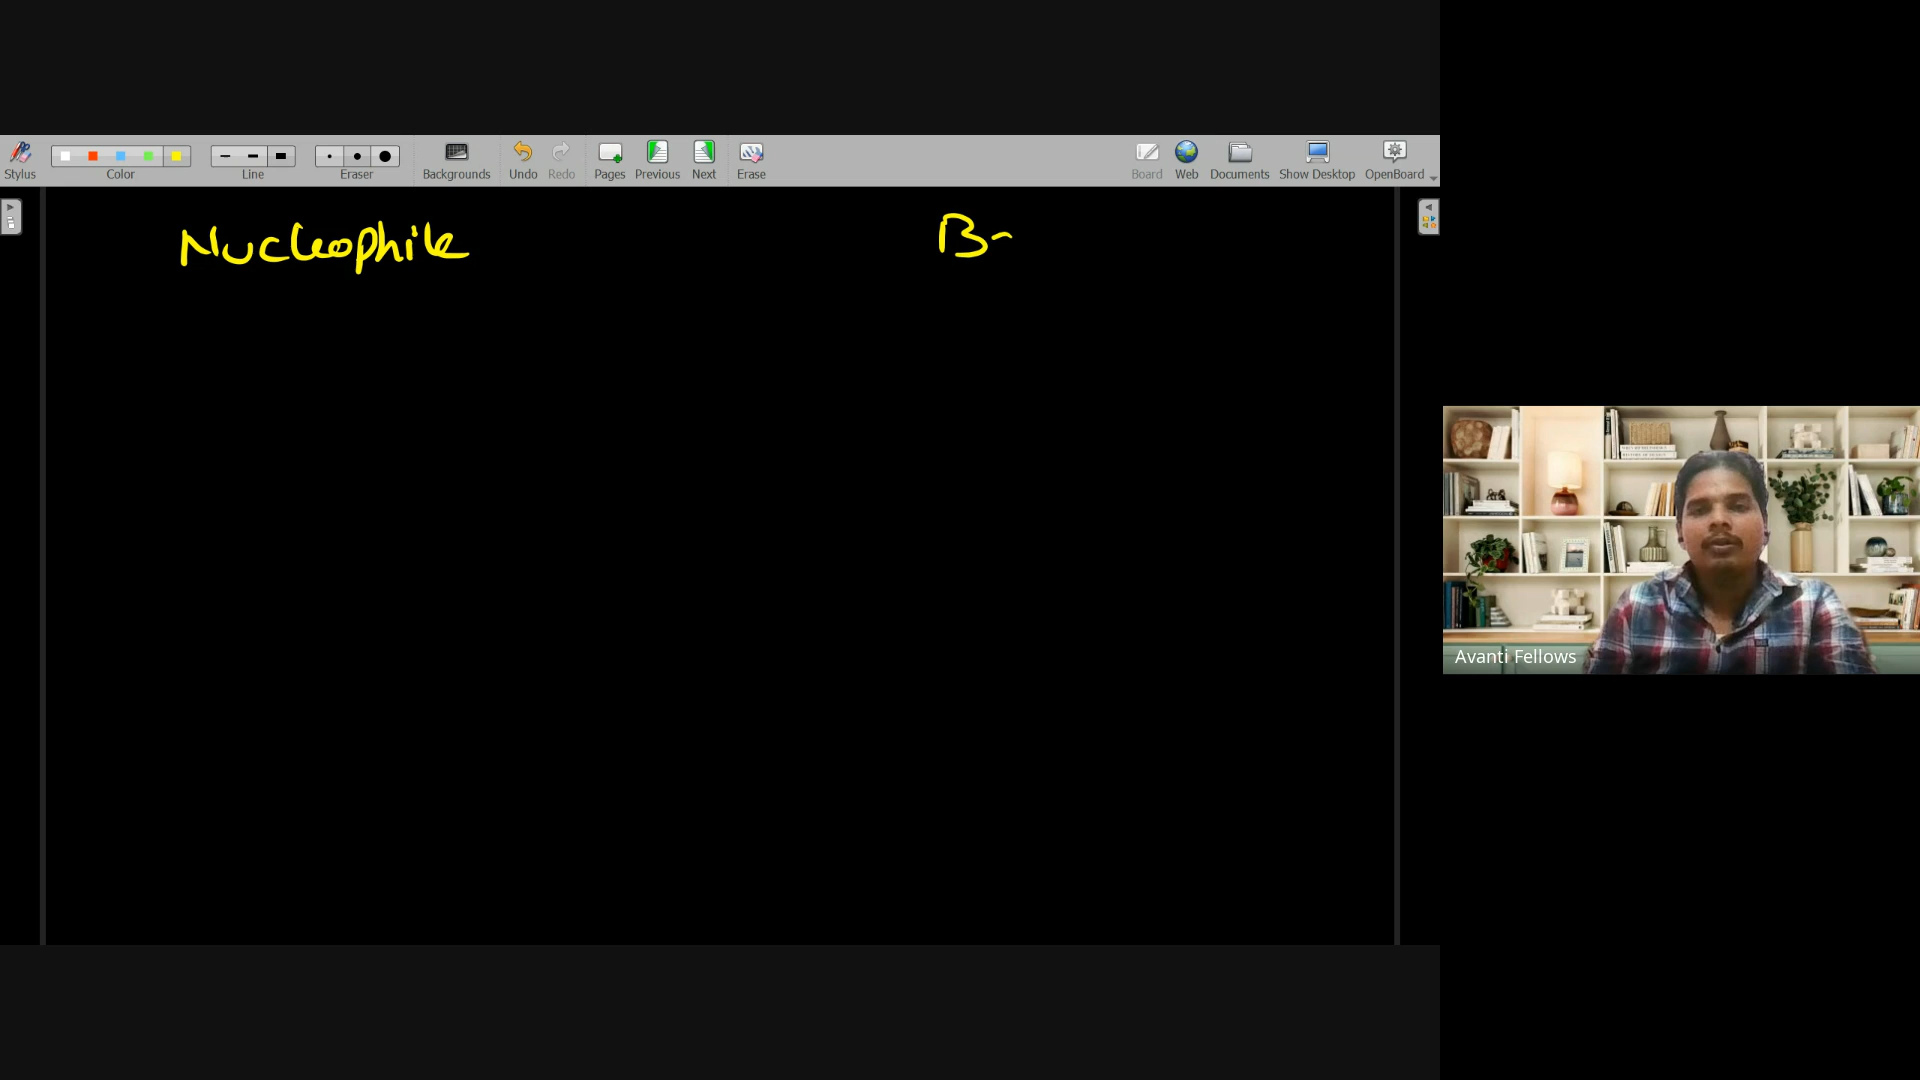 Stylus Color Line Eraser Backgrounds Undo Redo Pages Previous Next Erase Board Web Documents Show Desktop OpenBoard
Nucleophile B
Avanti Fellows